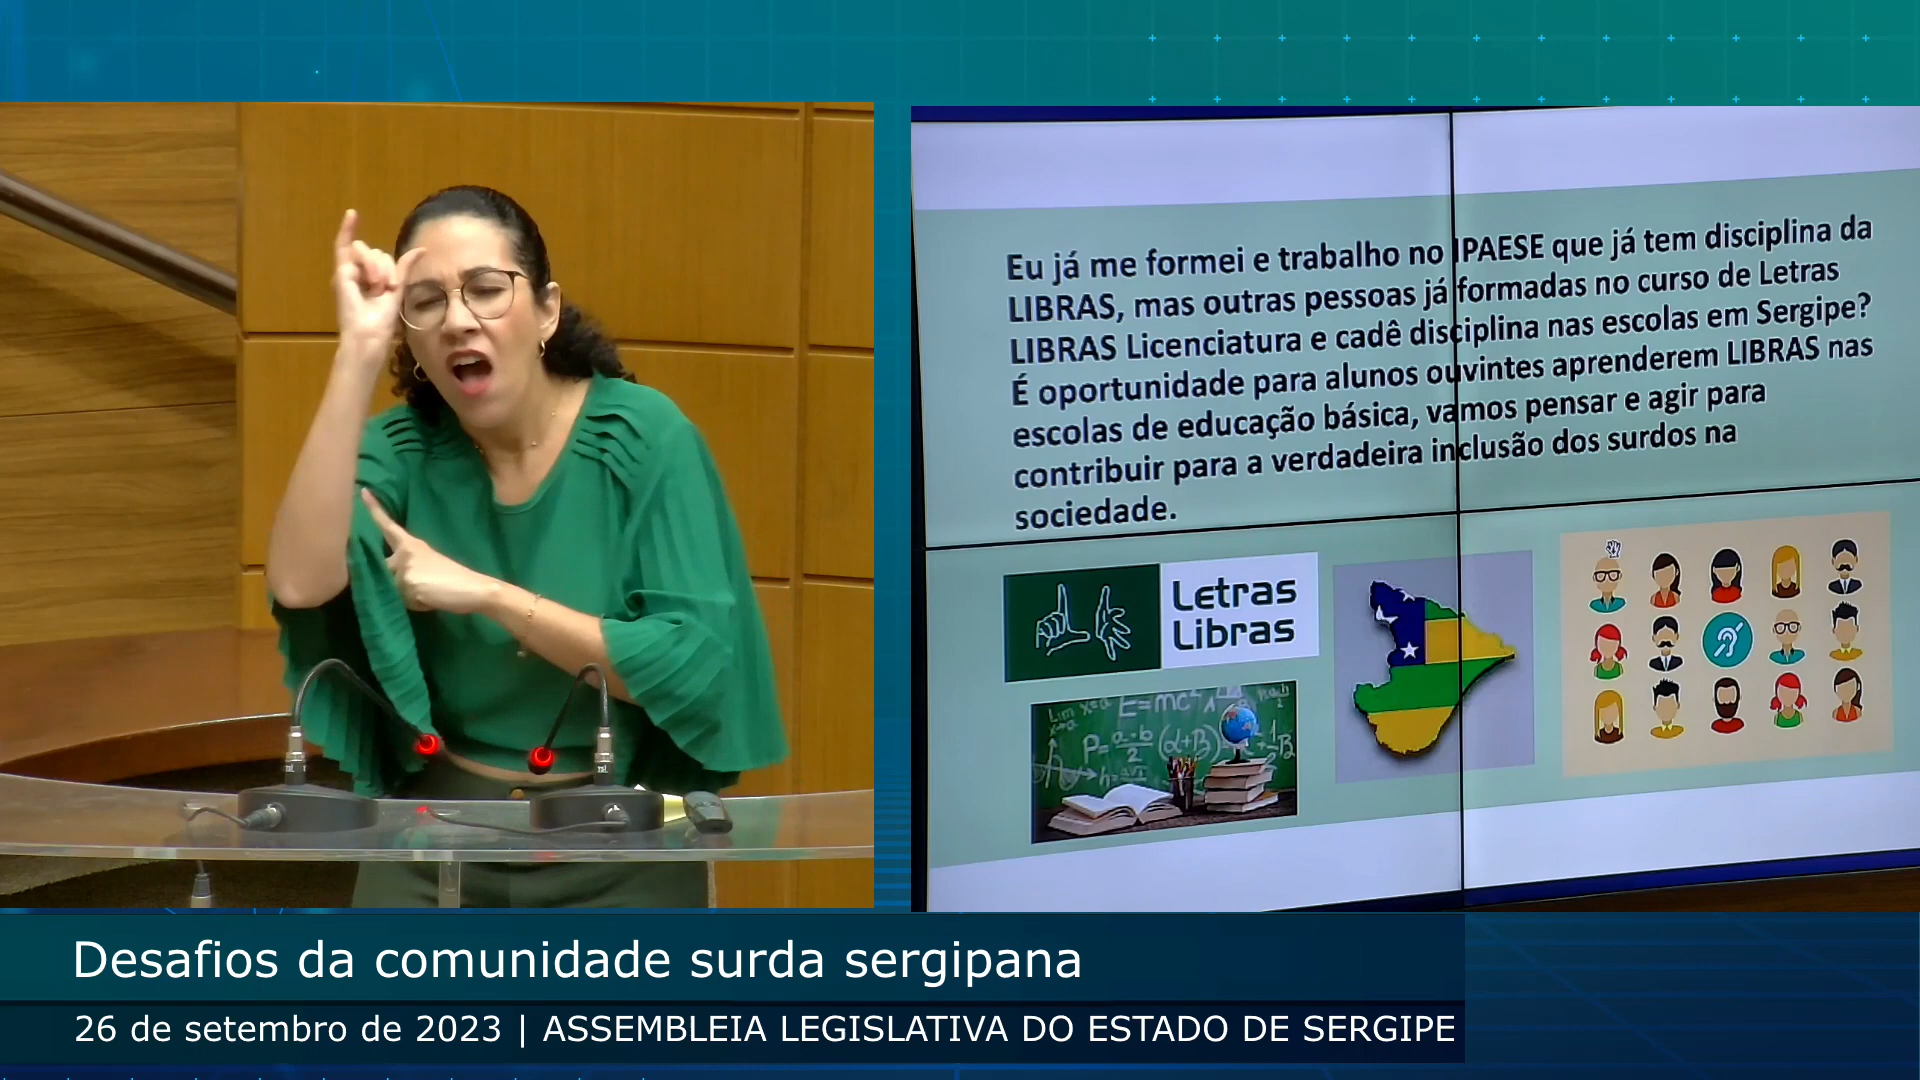 Eu já me formei e trabalho no IPAESE que já tem disciplina da
LIBRAS, mas outras pessoas já formadas no curso de Letras
LIBRAS Licenciatura e cadê disciplina nas escolas em Sergipe?
É oportunidade para alunos ouvintes aprenderem LIBRAS nas
escolas de educação básica, vamos pensar e agir para
contribuir para a verdadeira inclusão dos surdos na
sociedade.
Letras
Libras
E=mc²
Desafios da comunidade surda sergipana
26 de setembro de 2023 | ASSEMBLEIA LEGISLATIVA DO ESTADO DE SERGIPE